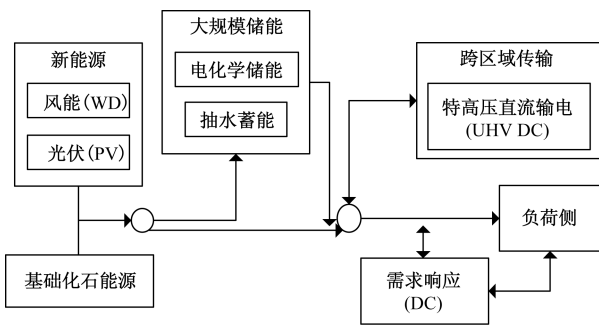 新能源
风能(WD)
光伏(PV)
基础化石能源
大规模储能
电化学储能
抽水蓄能
跨区域传输
特高压直流输电
(UHV DC)
负荷侧
需求响应
(DC)